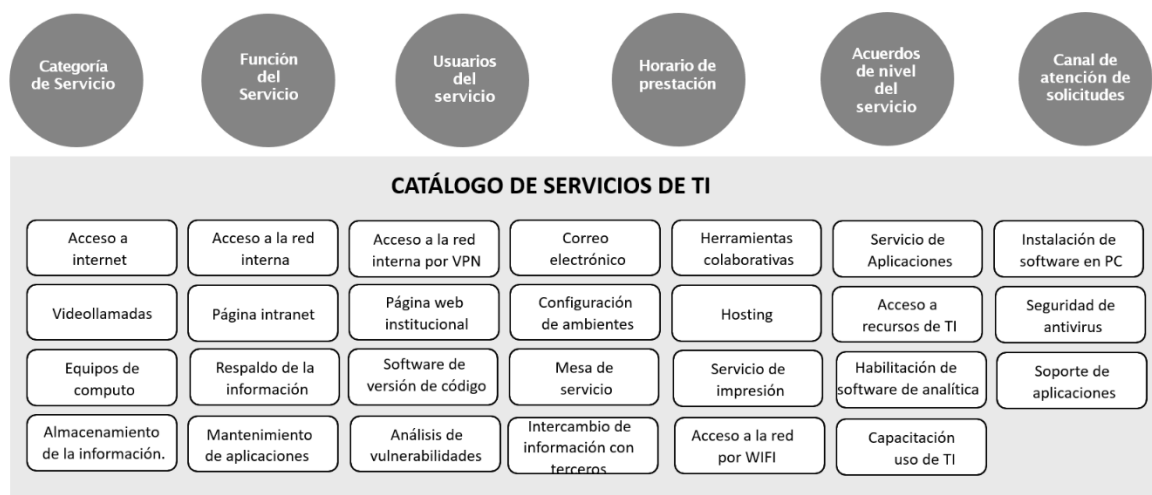 Categoría
de Servicio
Función
del
Servicio
Usuarios
del
servicio
Horario de
prestación
Acuerdos
de nivel
del
servicio
Canal de
atención de
solicitudes
CATÁLOGO DE SERVICIOS DE TI
Acceso a
internet
Acceso a la red
interna
Acceso a la red
interna por VPN
Correo
electrónico
Herramientas
colaborativas
Servicio de
Aplicaciones
Instalación de
software en PC
Videollamadas
Página intranet
Página web
institucional
Configuración
de ambientes
Hosting
Acceso a
recursos de TI
Seguridad de
antivirus
Equipos de
computo
Respaldo de la
información
Software de
versión de código
Mesa de
servicio
Servicio de
impresión
Habilitación de
software de analítica
Soporte de
aplicaciones
Almacenamiento
de la información.
Mantenimiento
de aplicaciones
Análisis de
vulnerabilidades
Intercambio de
información con
terceros
Acceso a la red
por WIFI
Capacitación
uso de TI